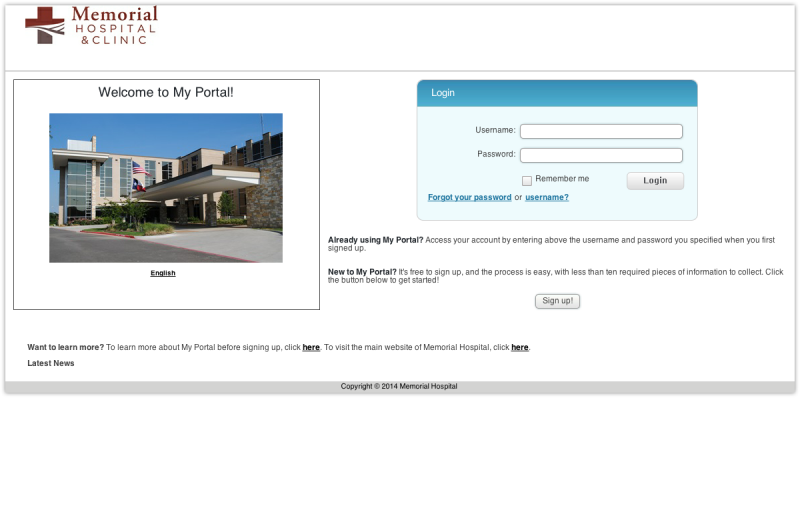 Memorial
HOSPITAL
& CLINIC
Welcome to My Portal!
English
Login
Username:
Password:
Remember me
Login
Forgot your password or username?
Already using My Portal? Access your account by entering above the username and password you specified when you first
signed up.
New to My Portal? It's free to sign up, and the process is easy, with less than ten required pieces of information to collect. Click
the button below to get started!
Sign up!
Want to learn more? To learn more about My Portal before signing up, click here. To visit the main website of Memorial Hospital, click here.
Latest News
Copyright © 2014 Memorial Hospital